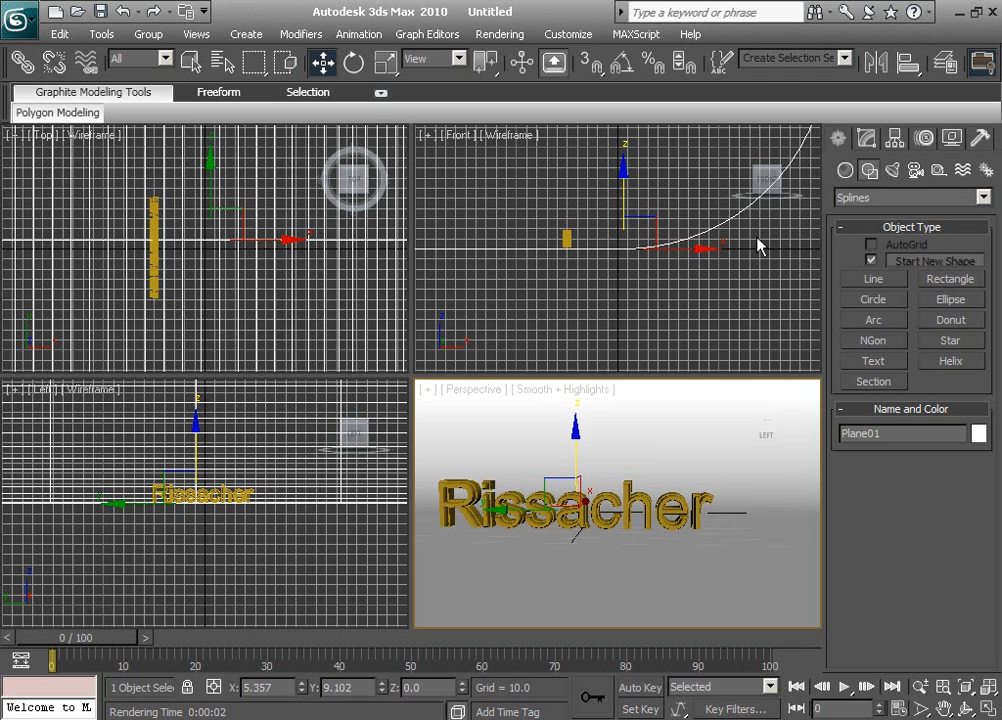 Autodesk 3ds Max 2010 Untitled
Type a keyword or phrase
Edit Tools Group Views Create Modifiers Animation Graph Editors Rendering Customize MAXScript Help
All
View
3
Create Selection Se
Graphite Modeling Tools Freeform Selection
Polygon Modeling
[ – ] [ Top ] [ Wireframe ]
TOP
[ + ] [ Front ] [ Wireframe ]
FRONT
[ + ] [ Left ] [ Wireframe ]
LEFT
Rissacher
[ + ] [ Perspective ] [ Smooth + Highlights ]
LEFT
Rissacher
Splines
Object Type
AutoGrid
Start New Shape
Line Rectangle
Circle Ellipse
Arc Donut
NGon Star
Text Helix
Section
Name and Color
Plane01
0 / 100
0 10 20 30 40 50 60 70 80 90 100
1 Object Selec
X: 5.357
Y: 9.102
Z: 0.0
Grid = 10.0
Auto Key
Selected
Welcome to M
Rendering Time 0:00:02
Add Time Tag
Set Key
Key Filters...
0